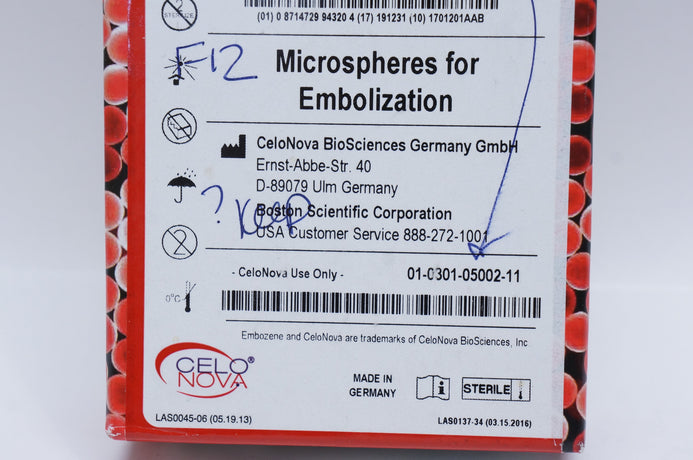 2
STERILIZE
(01) 0 8714729 94320 4 (17) 191231 (10) 1701201AAB
F12
Microspheres for
Embolization
CeloNova BioSciences Germany GmbH
Ernst-Abbe-Str. 40
D-89079 Ulm Germany
? Keep
Boston Scientific Corporation
USA Customer Service 888-272-1001
2
- CeloNova Use Only -
01-0301-05002-11
0°C
Embozene and CeloNova are trademarks of CeloNova BioSciences, Inc
CELO®
NOVA
MADE IN
GERMANY
i
STERILE
LAS0045-06 (05.19.13)
LAS0137-34 (03.15.2016)